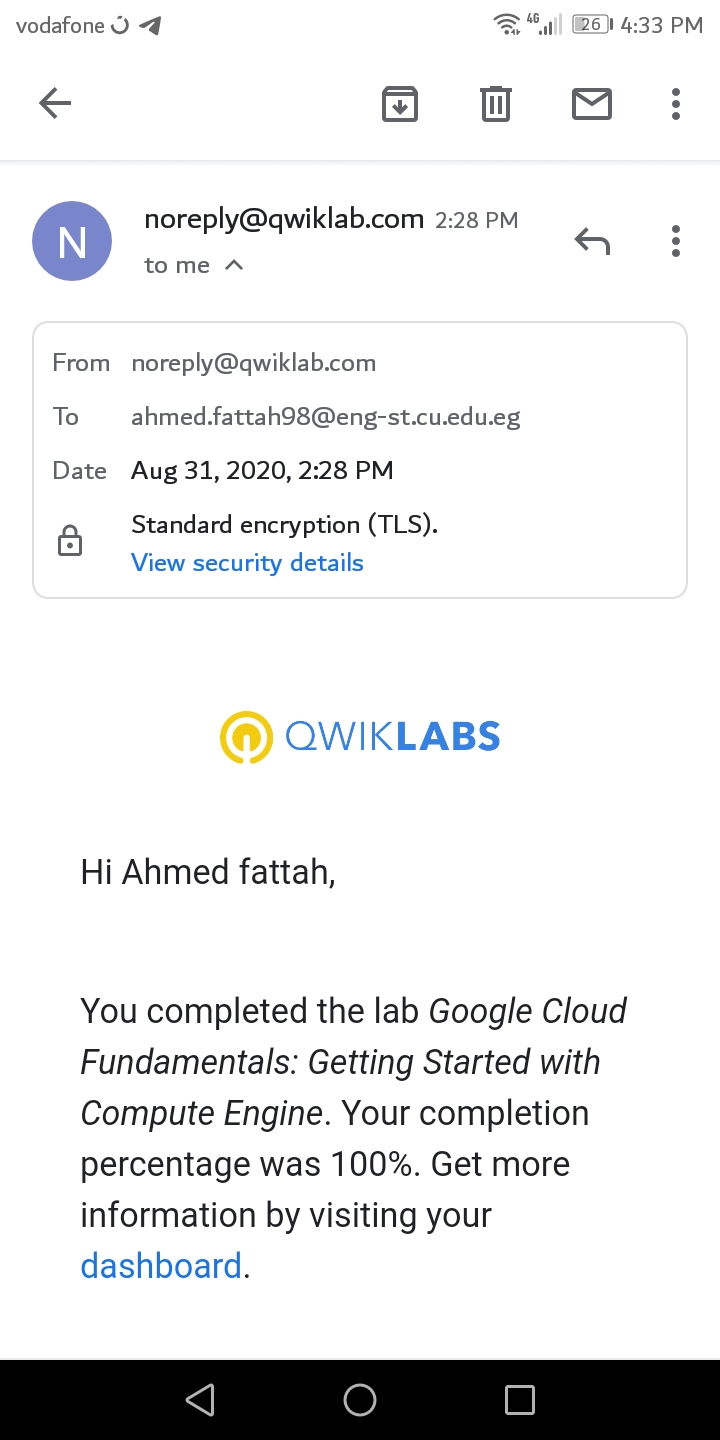 vodafone 4G 26 4:33 PM
N
noreply@qwiklab.com 2:28 PM
to me
From noreply@qwiklab.com
To ahmed.fattah98@eng-st.cu.edu.eg
Date Aug 31, 2020, 2:28 PM
Standard encryption (TLS).
View security details
QWIKLABS
Hi Ahmed fattah,
You completed the lab Google Cloud
Fundamentals: Getting Started with
Compute Engine. Your completion
percentage was 100%. Get more
information by visiting your
dashboard.